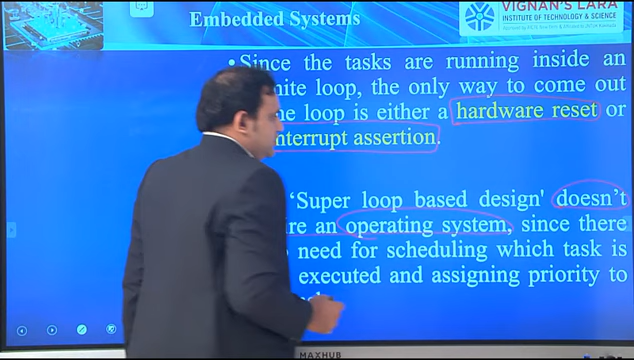 Embedded Systems
VIGNAN'S LARA
INSTITUTE OF TECHNOLOGY & SCIENCE
•Since the tasks are running inside an
nite loop, the only way to come out
he loop is either a hardware reset or
nterrupt assertion.
'Super loop based design' doesn't
re an operating system, since there
need for scheduling which task is
executed and assigning priority to
MAXHUB